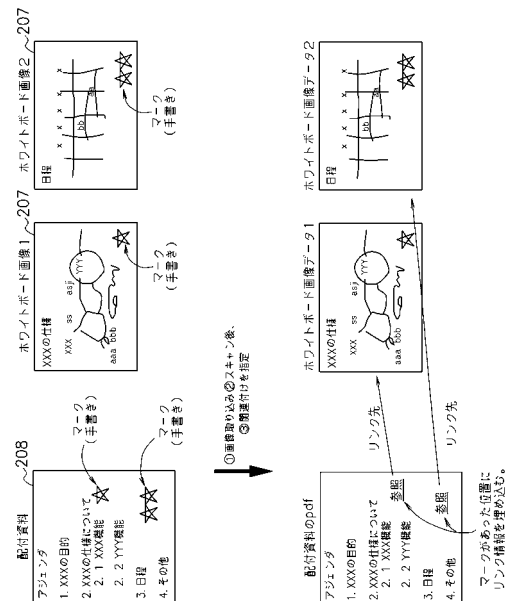 配付資料 208
アジェンダ
1. XXXの目的
2. XXXの仕様について
2. 1 XXX機能
2. 2 YYY機能
3. 日程
4. その他
マーク
(手書き)
マーク
(手書き)
ホワイトボード画像1 207
XXXの仕様
XXX ss asji
YYY
aaa bbb
マーク
(手書き)
ホワイトボード画像2 207
日程
x x x x x
bb
aa
マーク
(手書き)
①画像取り込み②スキャン後、
③関連付けを指定
配付資料のpdf
アジェンダ
1. XXXの目的
2. XXXの仕様について
2. 1 XXX機能
参照
2. 2 YYY機能
3. 日程
参照
4. その他
マークがあった位置に
リンク情報を埋め込む。
リンク先
リンク先
ホワイトボード画像データ1
XXXの仕様
XXX ss asji
YYY
aaa bbb
ホワイトボード画像データ2
日程
x x x x x
bb
aa